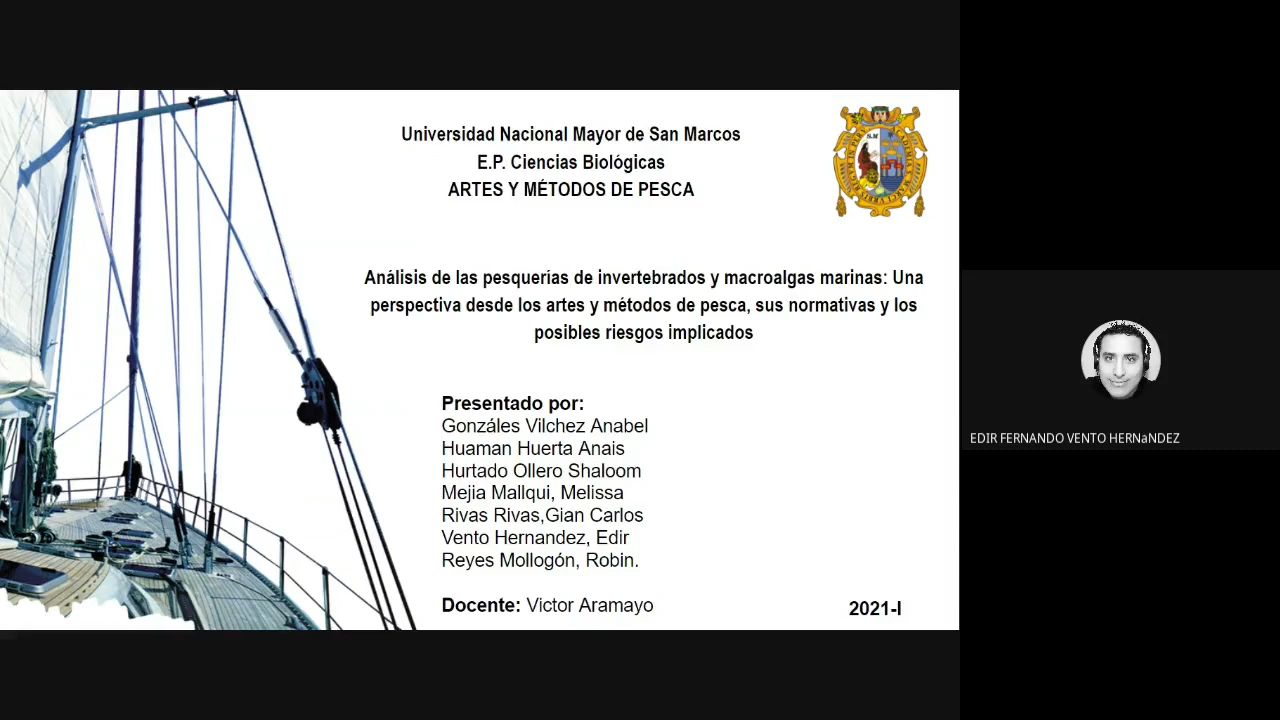 Universidad Nacional Mayor de San Marcos
E.P. Ciencias Biológicas
ARTES Y MÉTODOS DE PESCA
S.M
Análisis de las pesquerías de invertebrados y macroalgas marinas: Una
perspectiva desde los artes y métodos de pesca, sus normativas y los
posibles riesgos implicados
Presentado por:
Gonzáles Vilchez Anabel
Huaman Huerta Anais
Hurtado Ollero Shaloom
Mejia Mallqui, Melissa
Rivas Rivas,Gian Carlos
Vento Hernandez, Edir
Reyes Mollogón, Robin.
Docente: Victor Aramayo
2021-I
EDIR FERNANDO VENTO HERNàNDEZ